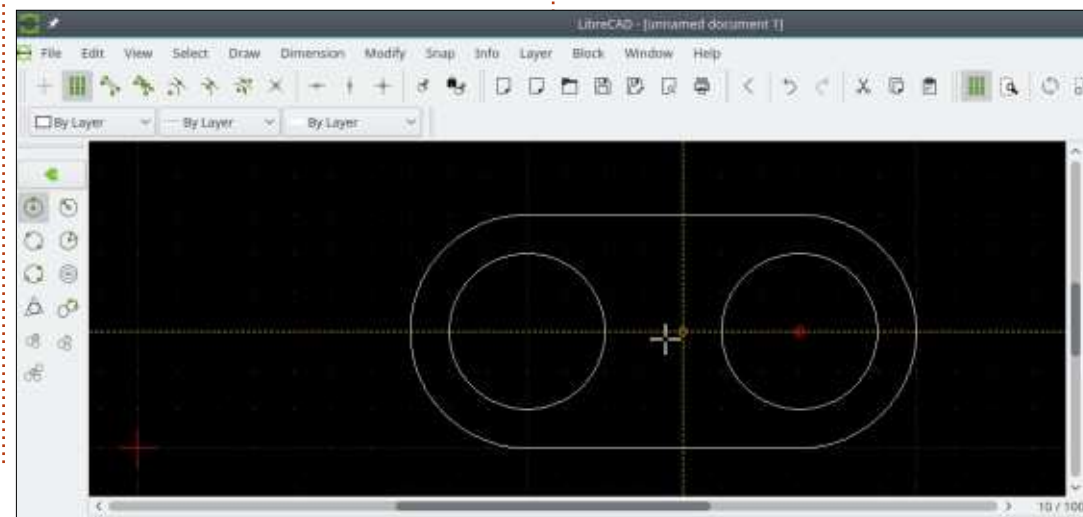 LibreCAD - [unnamed document 1]
File Edit View Select Draw Dimension Modify Snap Info Layer Block Window Help
By Layer By Layer By Layer
10 / 100